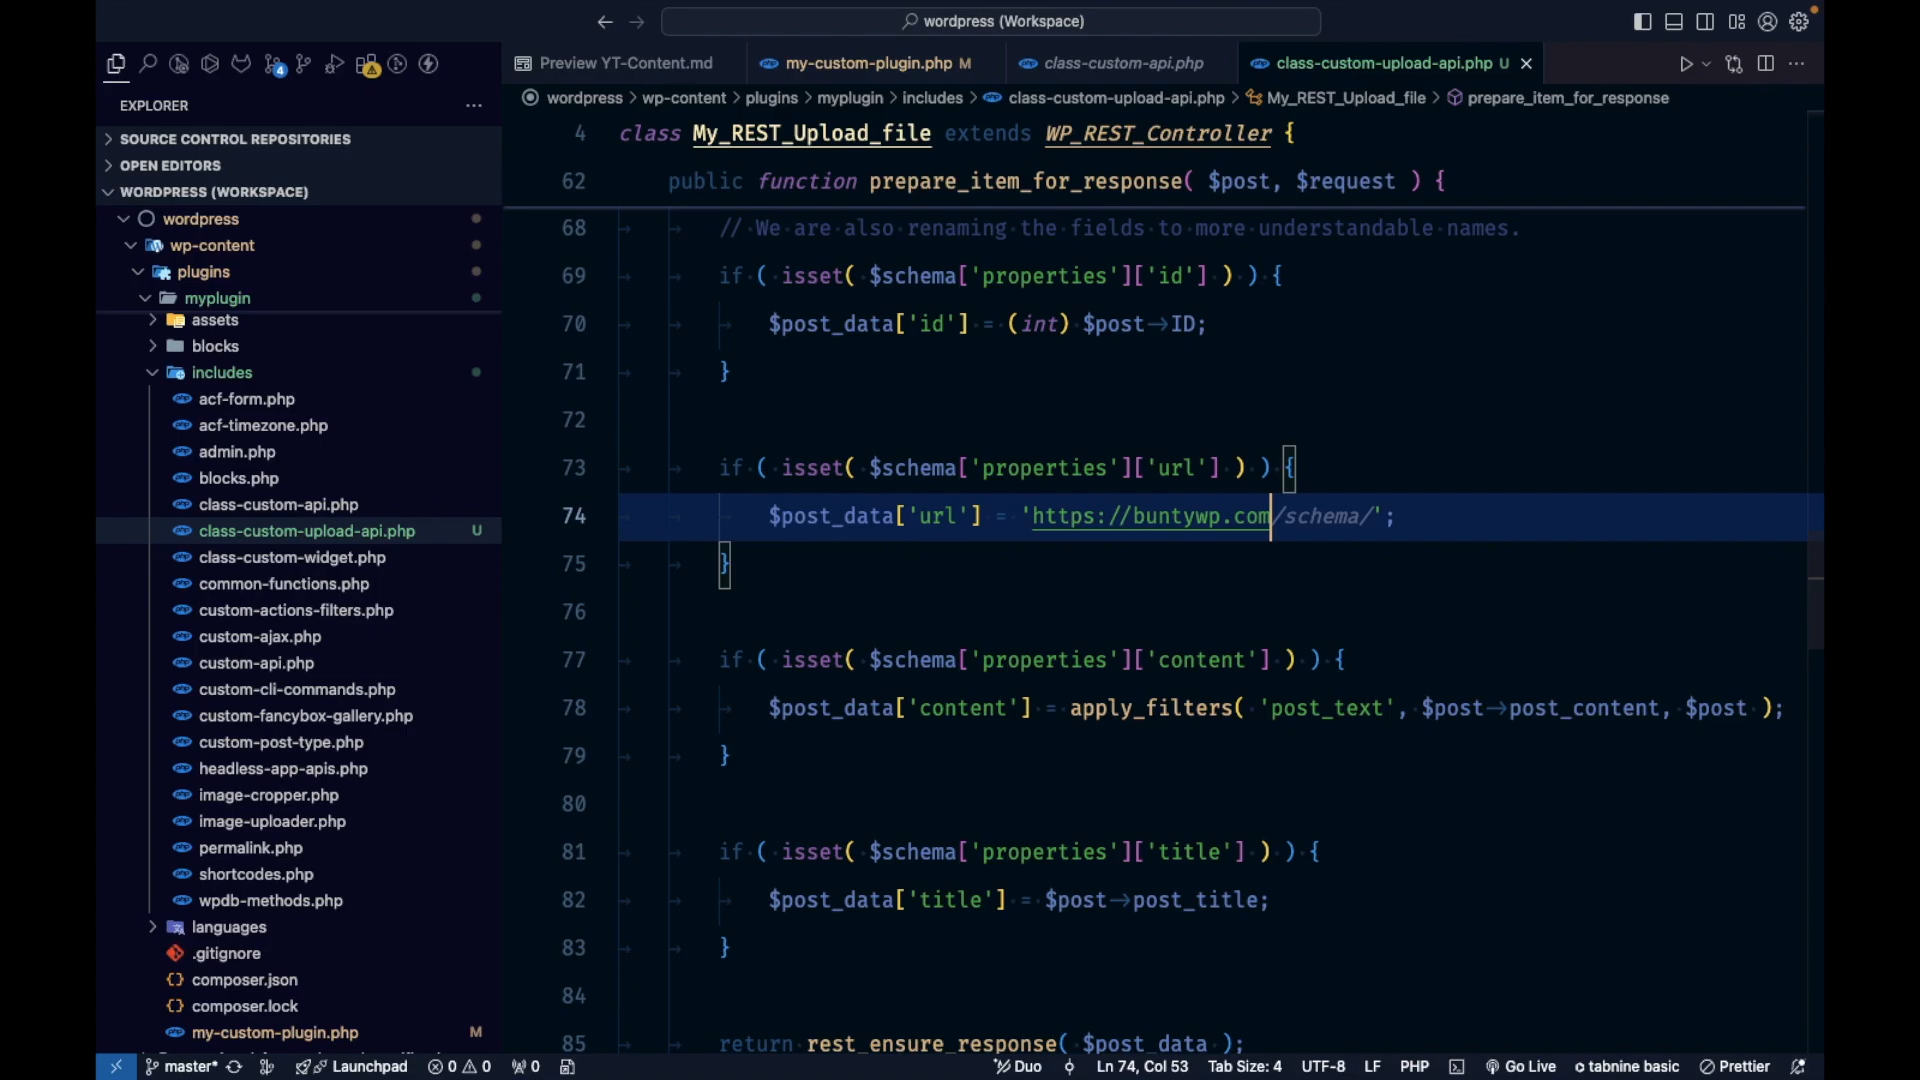 wordpress (Workspace)
EXPLORER
SOURCE CONTROL REPOSITORIES
OPEN EDITORS
WORDPRESS (WORKSPACE)
wordpress
wp-content
plugins
myplugin
assets
blocks
includes
acf-form.php
acf-timezone.php
admin.php
blocks.php
class-custom-api.php
class-custom-upload-api.php U
class-custom-widget.php
common-functions.php
custom-actions-filters.php
custom-ajax.php
custom-api.php
custom-cli-commands.php
custom-fancybox-gallery.php
custom-post-type.php
headless-app-apis.php
image-cropper.php
image-uploader.php
permalink.php
shortcodes.php
wpdb-methods.php
languages
.gitignore
composer.json
composer.lock
my-custom-plugin.php M
Preview YT-Content.md my-custom-plugin.php M class-custom-api.php class-custom-upload-api.php U
wordpress > wp-content > plugins > myplugin > includes > class-custom-upload-api.php > My_REST_Upload_file > prepare_item_for_response
4 class My_REST_Upload_file extends WP_REST_Controller {
62 public function prepare_item_for_response( $post, $request ) {
68 // We are also renaming the fields to more understandable names.
69 if ( isset( $schema['properties']['id'] ) ) {
70 $post_data['id'] = (int) $post->ID;
71 }
72
73 if ( isset( $schema['properties']['url'] ) ) {
74 $post_data['url'] = 'https://buntywp.com/schema/';
75 }
76
77 if ( isset( $schema['properties']['content'] ) ) {
78 $post_data['content'] = apply_filters( 'post_text', $post->post_content, $post );
79 }
80
81 if ( isset( $schema['properties']['title'] ) ) {
82 $post_data['title'] = $post->post_title;
83 }
84
85 return rest_ensure_response( $post_data );
master* Launchpad 0 0 0 Duo Ln 74, Col 53 Tab Size: 4 UTF-8 LF PHP Go Live tabnine basic Prettier